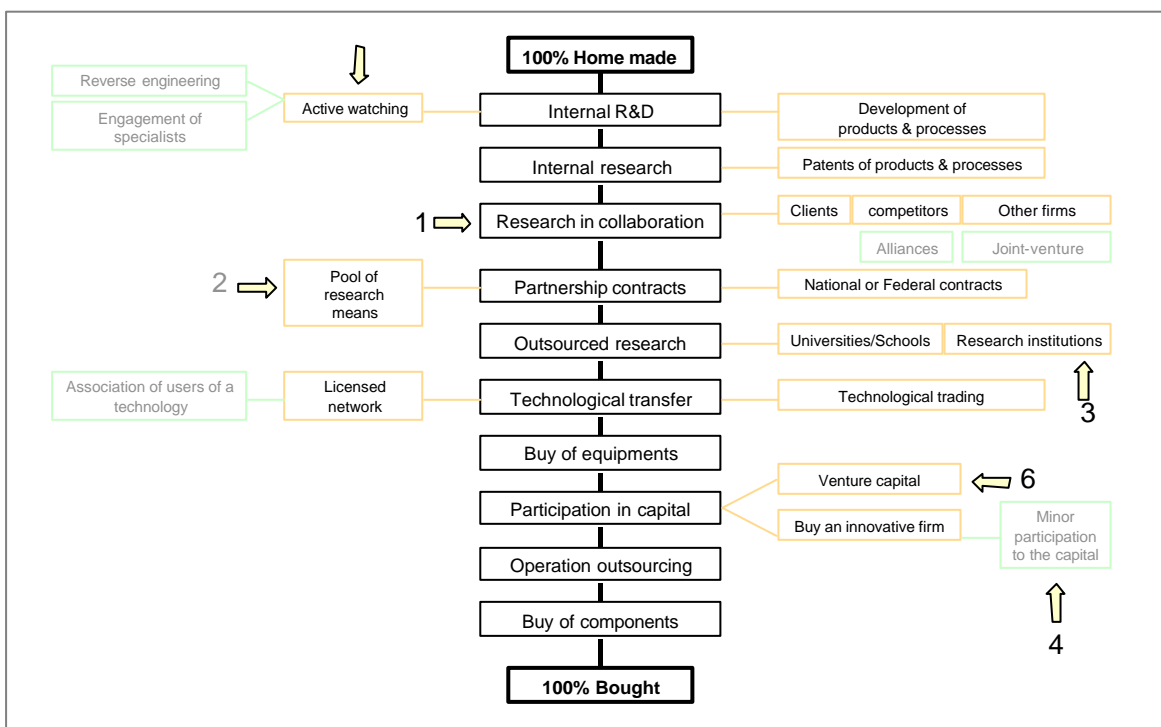 100% Home made
Reverse engineering
Engagement of
specialists
Active watching
Internal R&D
Development of
products & processes
Internal research
Patents of products & processes
1
Research in collaboration
Clients
competitors
Other firms
Alliances
Joint-venture
2
Pool of
research
means
Partnership contracts
National or Federal contracts
Outsourced research
Universities/Schools
Research institutions
3
Association of users of a
technology
Licensed
network
Technological transfer
Technological trading
Buy of equipments
Participation in capital
Venture capital
6
Buy an innovative firm
Minor
participation
to the capital
4
Operation outsourcing
Buy of components
100% Bought